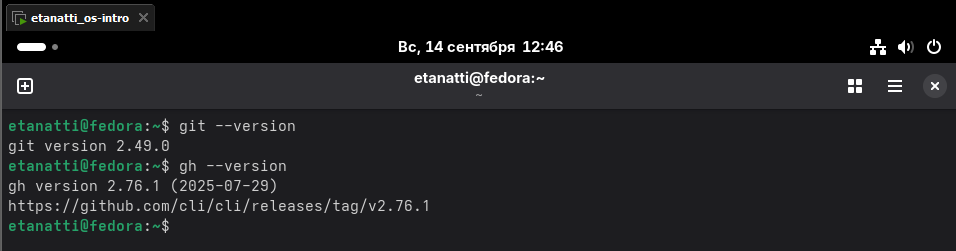 etanatti_os-intro
Вс, 14 сентября 12:46
etanatti@fedora:~
~
etanatti@fedora:~$ git --version
git version 2.49.0
etanatti@fedora:~$ gh --version
gh version 2.76.1 (2025-07-29)
https://github.com/cli/cli/releases/tag/v2.76.1
etanatti@fedora:~$